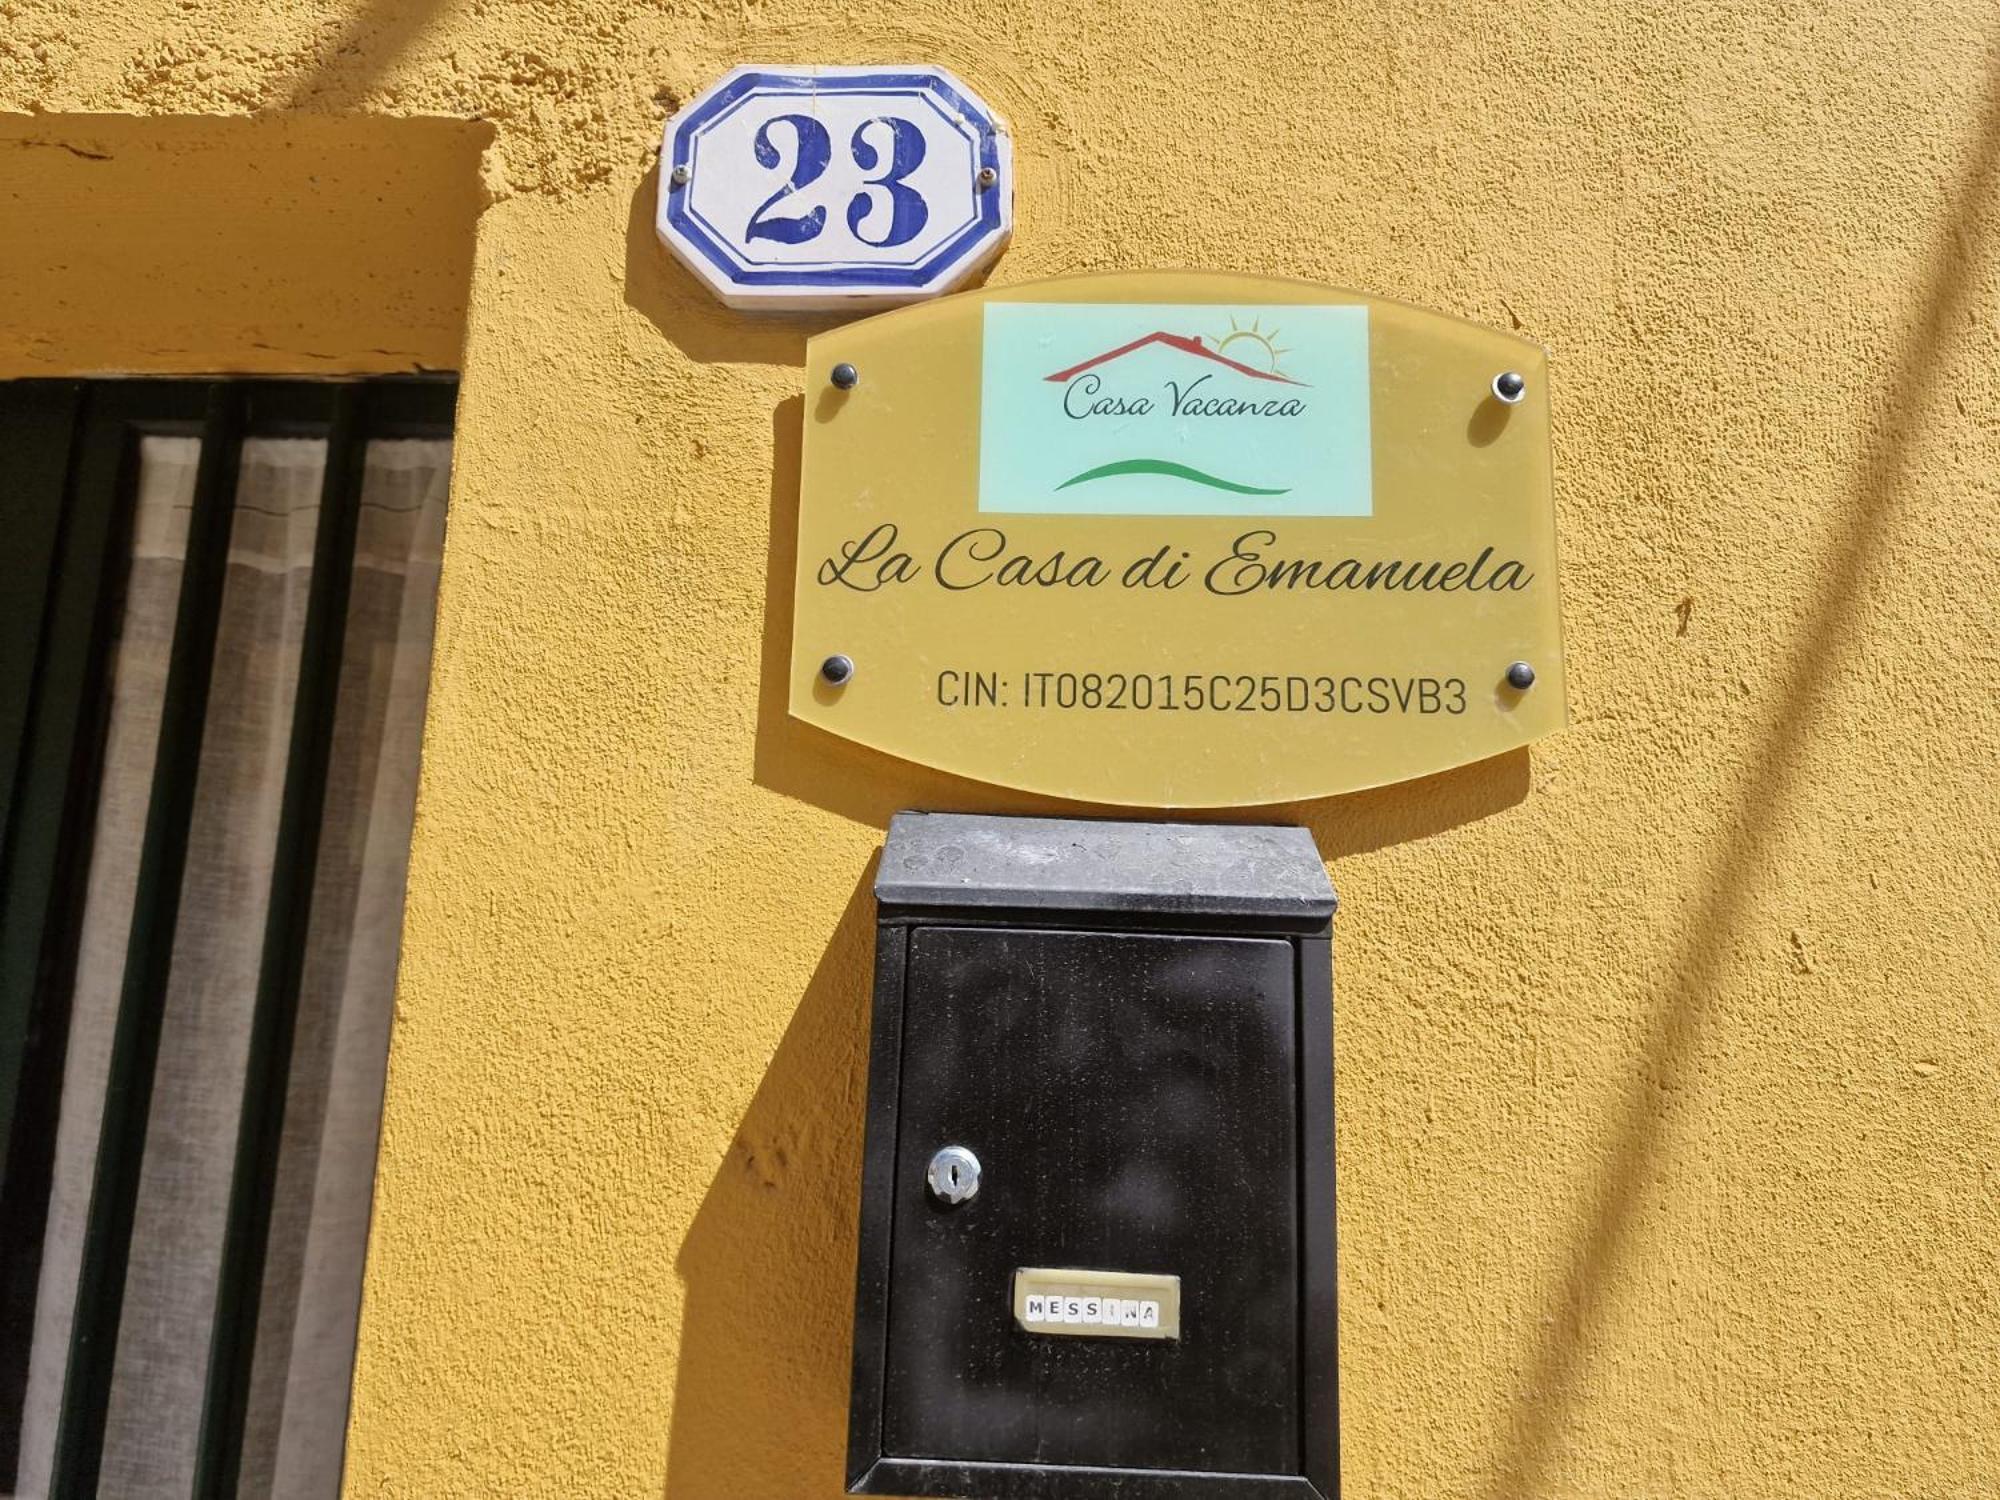 23
Casa Vacanza
La Casa di Emanuela
CIN: IT082015C25D3CSVB3
MESSINA